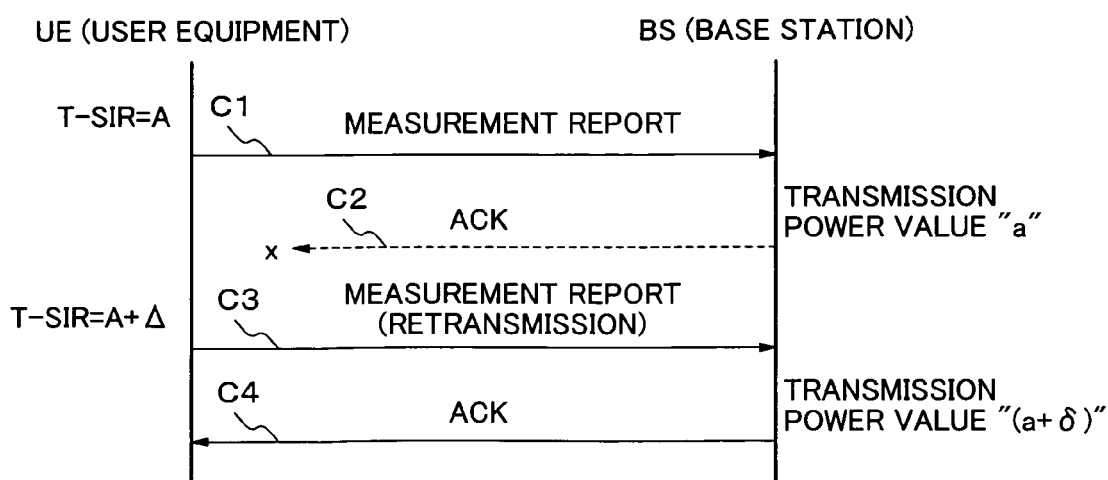 UE (USER EQUIPMENT)
BS (BASE STATION)
T-SIR=A
C1
MEASUREMENT REPORT
C2
ACK
x
TRANSMISSION
POWER VALUE "a"
T-SIR=A+Δ
C3
MEASUREMENT REPORT
(RETRANSMISSION)
C4
ACK
TRANSMISSION
POWER VALUE "(a+δ)"